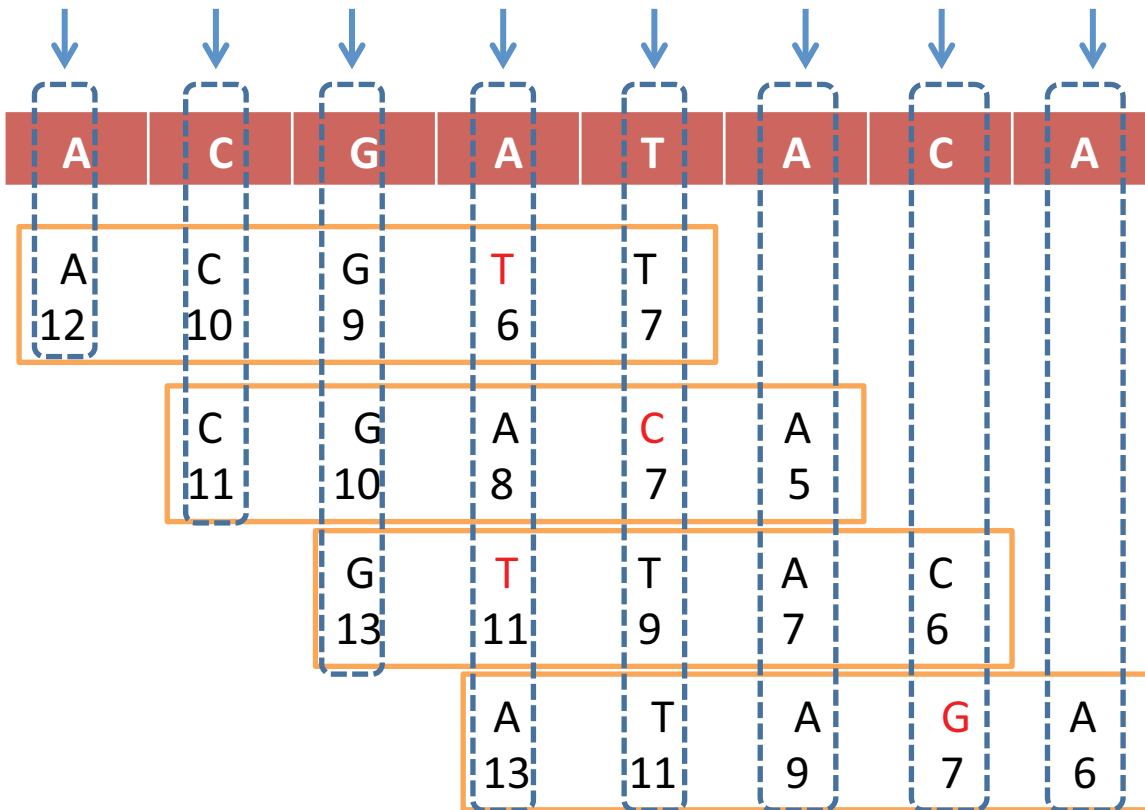 A C G A T A C A
A C G T T
12 10 9 6 7
C G A C A
11 10 8 7 5
G T T A C
13 11 9 7 6
A T A G A
13 11 9 7 6